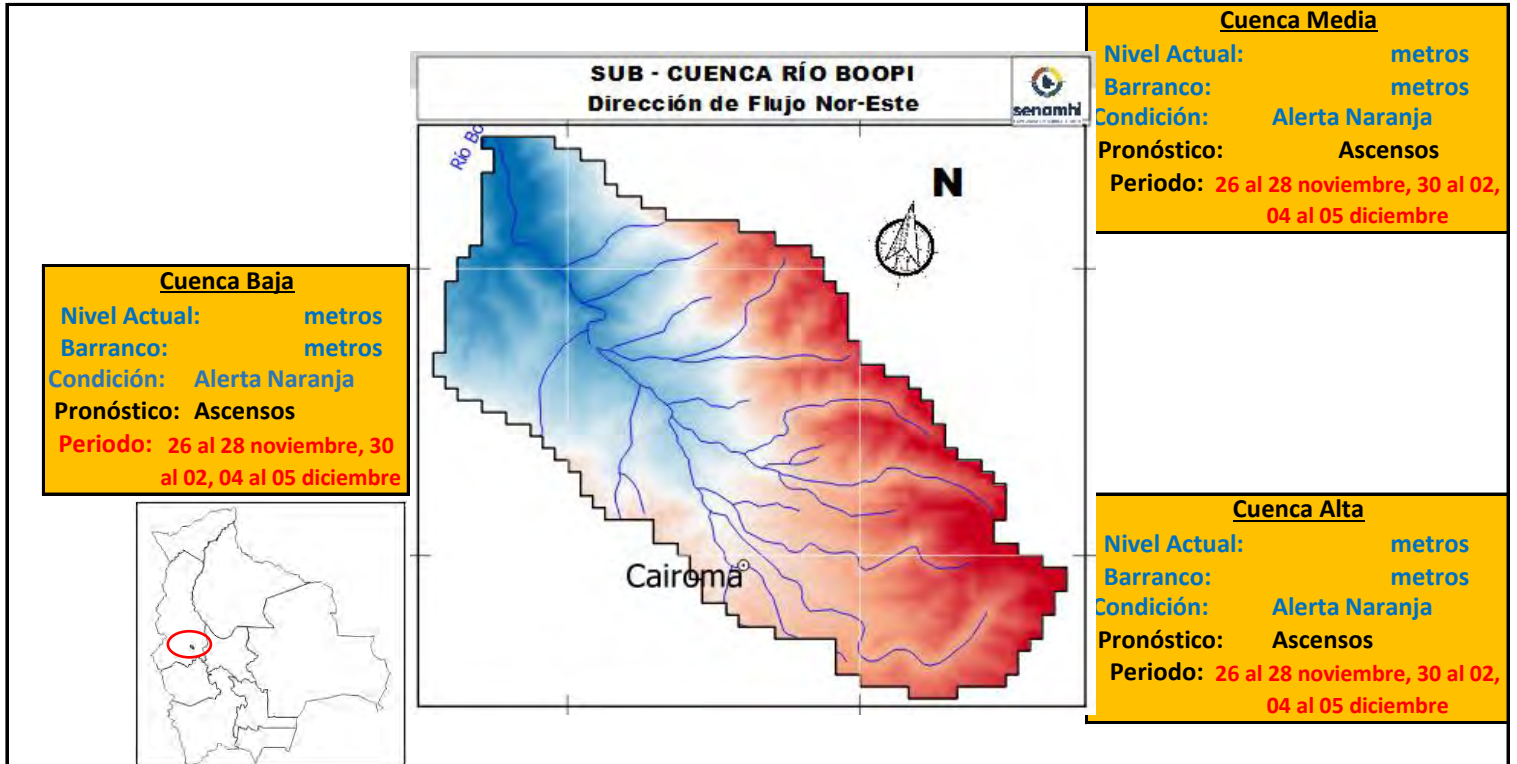 SUB - CUENCA RÍO BOOPI
Dirección de Flujo Nor-Este
senamhi
Río Bo
N
Cairoma
Cuenca Media
Nivel Actual: metros
Barranco: metros
Condición: Alerta Naranja
Pronóstico: Ascensos
Periodo: 26 al 28 noviembre, 30 al 02,
04 al 05 diciembre
Cuenca Baja
Nivel Actual: metros
Barranco: metros
Condición: Alerta Naranja
Pronóstico: Ascensos
Periodo: 26 al 28 noviembre, 30
al 02, 04 al 05 diciembre
Cuenca Alta
Nivel Actual: metros
Barranco: metros
Condición: Alerta Naranja
Pronóstico: Ascensos
Periodo: 26 al 28 noviembre, 30 al 02,
04 al 05 diciembre